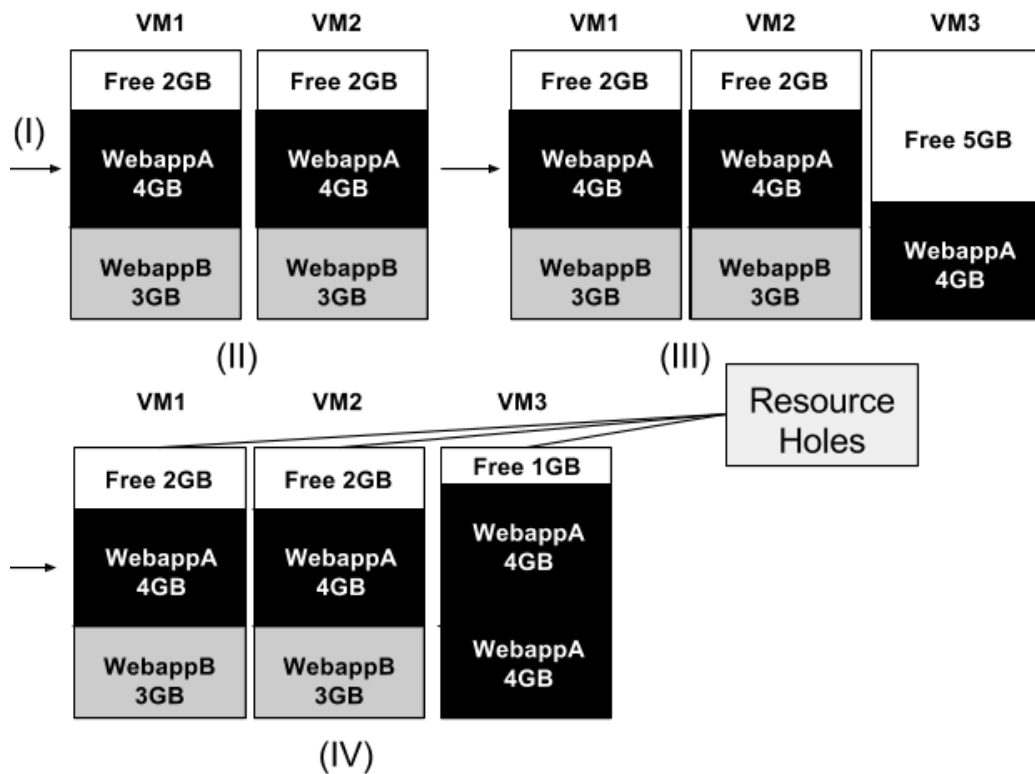 VM1 VM2 VM1 VM2 VM3
Free 2GB Free 2GB Free 2GB Free 2GB
(I)
Free 5GB
WebappA WebappA WebappA WebappA
4GB 4GB 4GB 4GB
WebappA
4GB
WebappB WebappB WebappB WebappB
3GB 3GB 3GB 3GB
(II) (III)
VM1 VM2 VM3
Resource
Holes
Free 2GB Free 2GB Free 1GB
WebappA WebappA WebappA
4GB 4GB 4GB
WebappB WebappB WebappA
3GB 3GB 4GB
(IV)